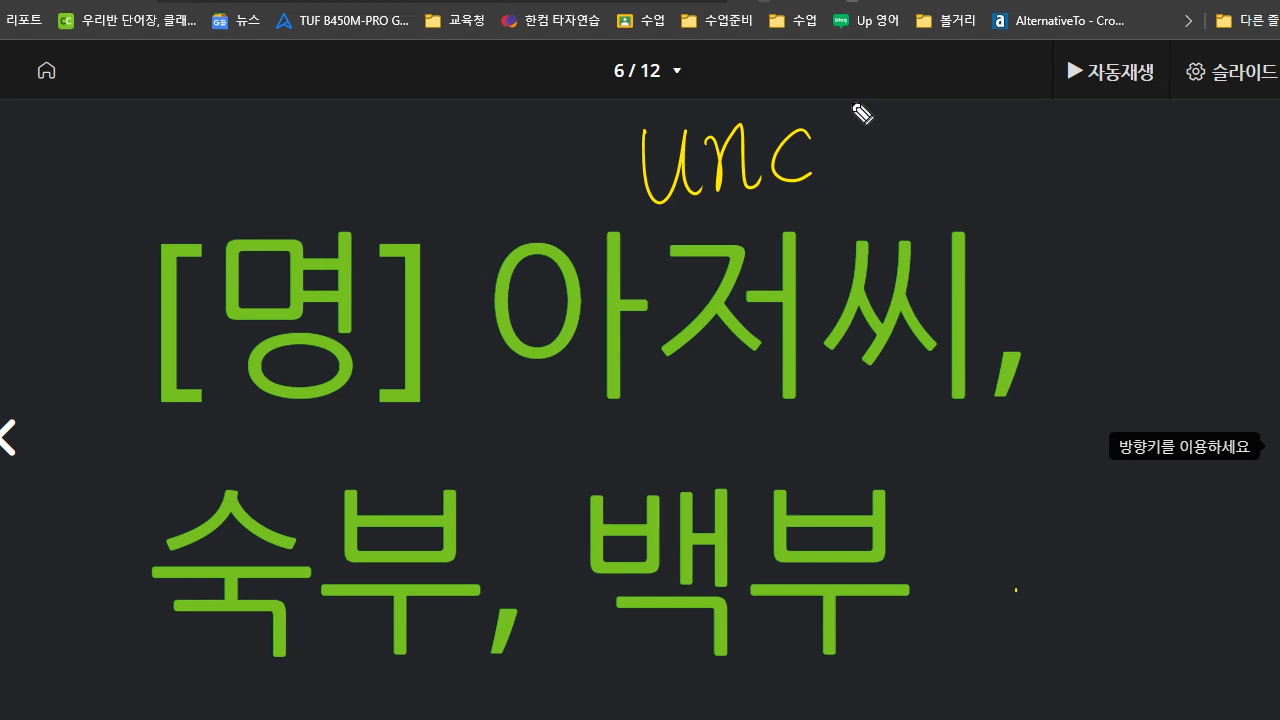 리포트 우리반 단어장, 클래... 뉴스 TUF B450M-PRO G... 교육청 한컴 타자연습 수업 수업준비 수업 Up 영어 볼거리 AlternativeTo - Cro... 다른 즐
6 / 12 자동재생 슬라이드
unc
[명] 아저씨,
방향키를 이용하세요
숙부, 백부